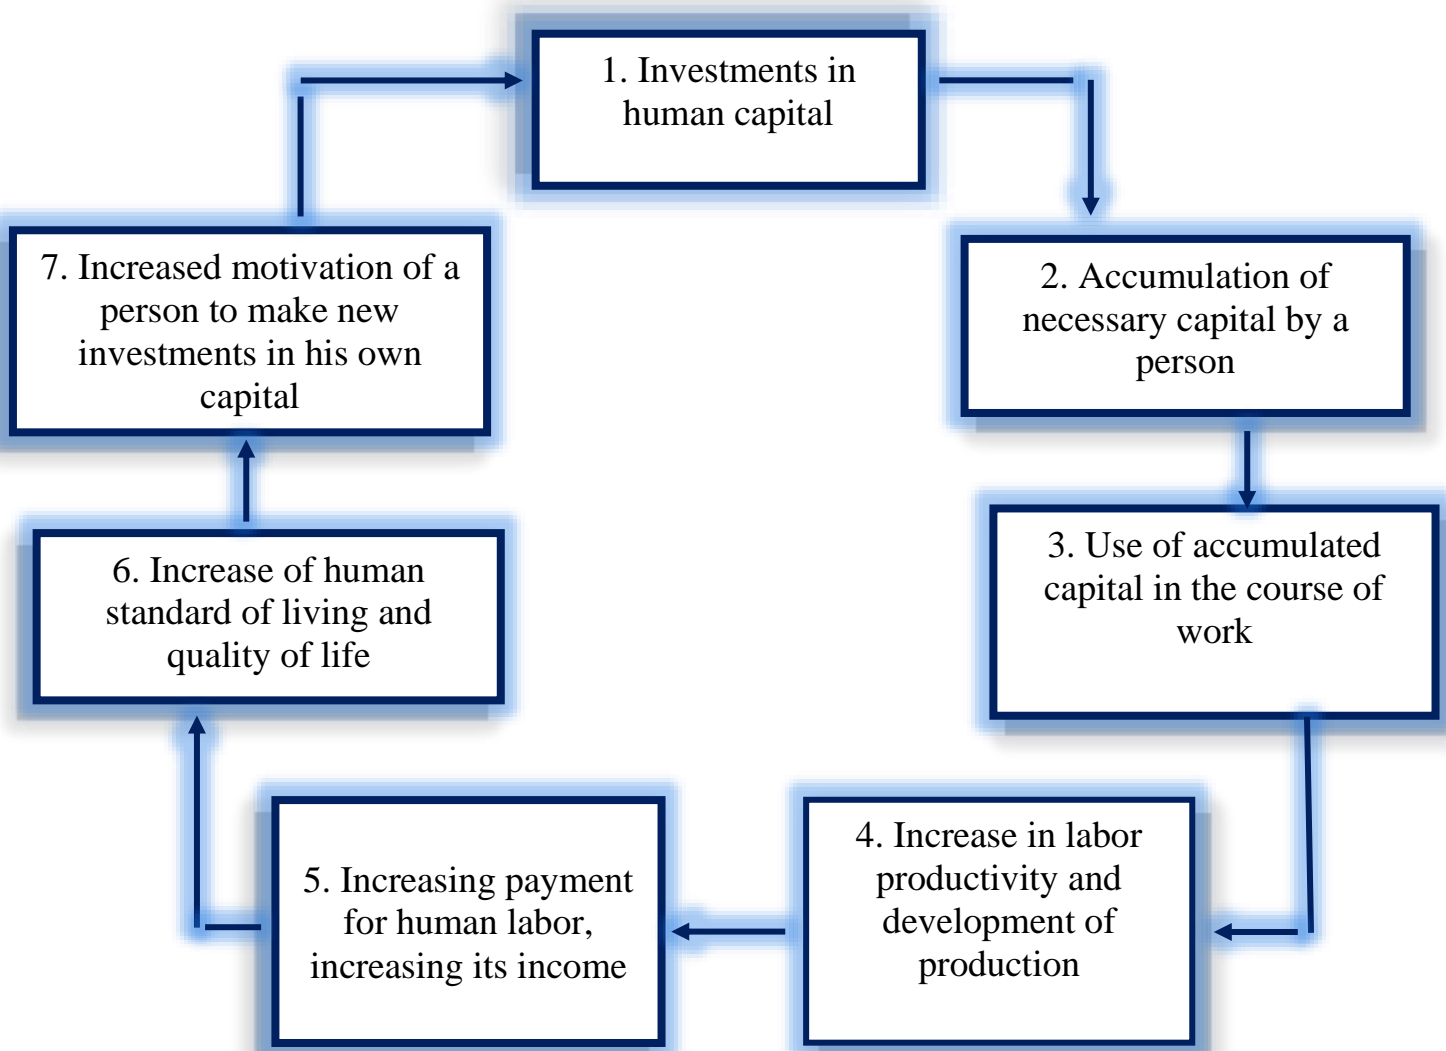 1. Investments in
human capital
2. Accumulation of
necessary capital by a
person
3. Use of accumulated
capital in the course of
work
4. Increase in labor
productivity and
development of
production
5. Increasing payment
for human labor,
increasing its income
6. Increase of human
standard of living and
quality of life
7. Increased motivation of a
person to make new
investments in his own
capital